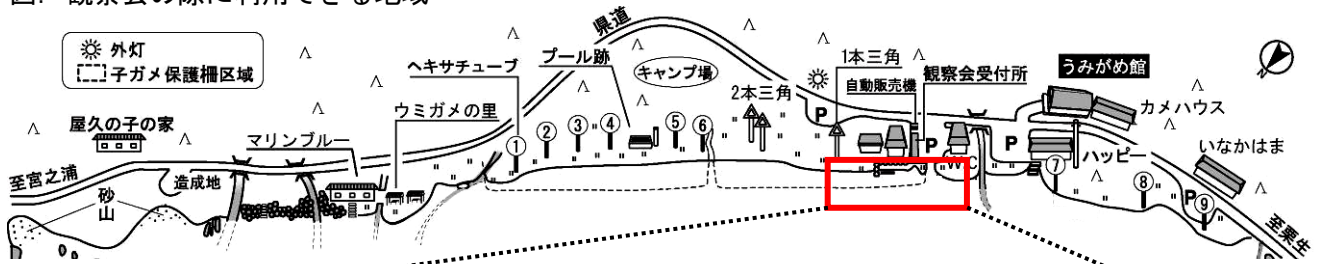 図. 観察会の際に利用できる地域
外灯
子ガメ保護柵区域
県道
ヘキサチューブ
プール跡
キャンプ場
1本三角
自動販売機
観察会受付所
うみがめ館
カメハウス
2本三角
ウミガメの里
屋久の子の家
マリンブルー
P
P
P
いなかはま
ハッピー
至宮之浦
造成地
砂山
①
②
③
④
⑤
⑥
WC
⑦
⑧
P
⑨
至栗生